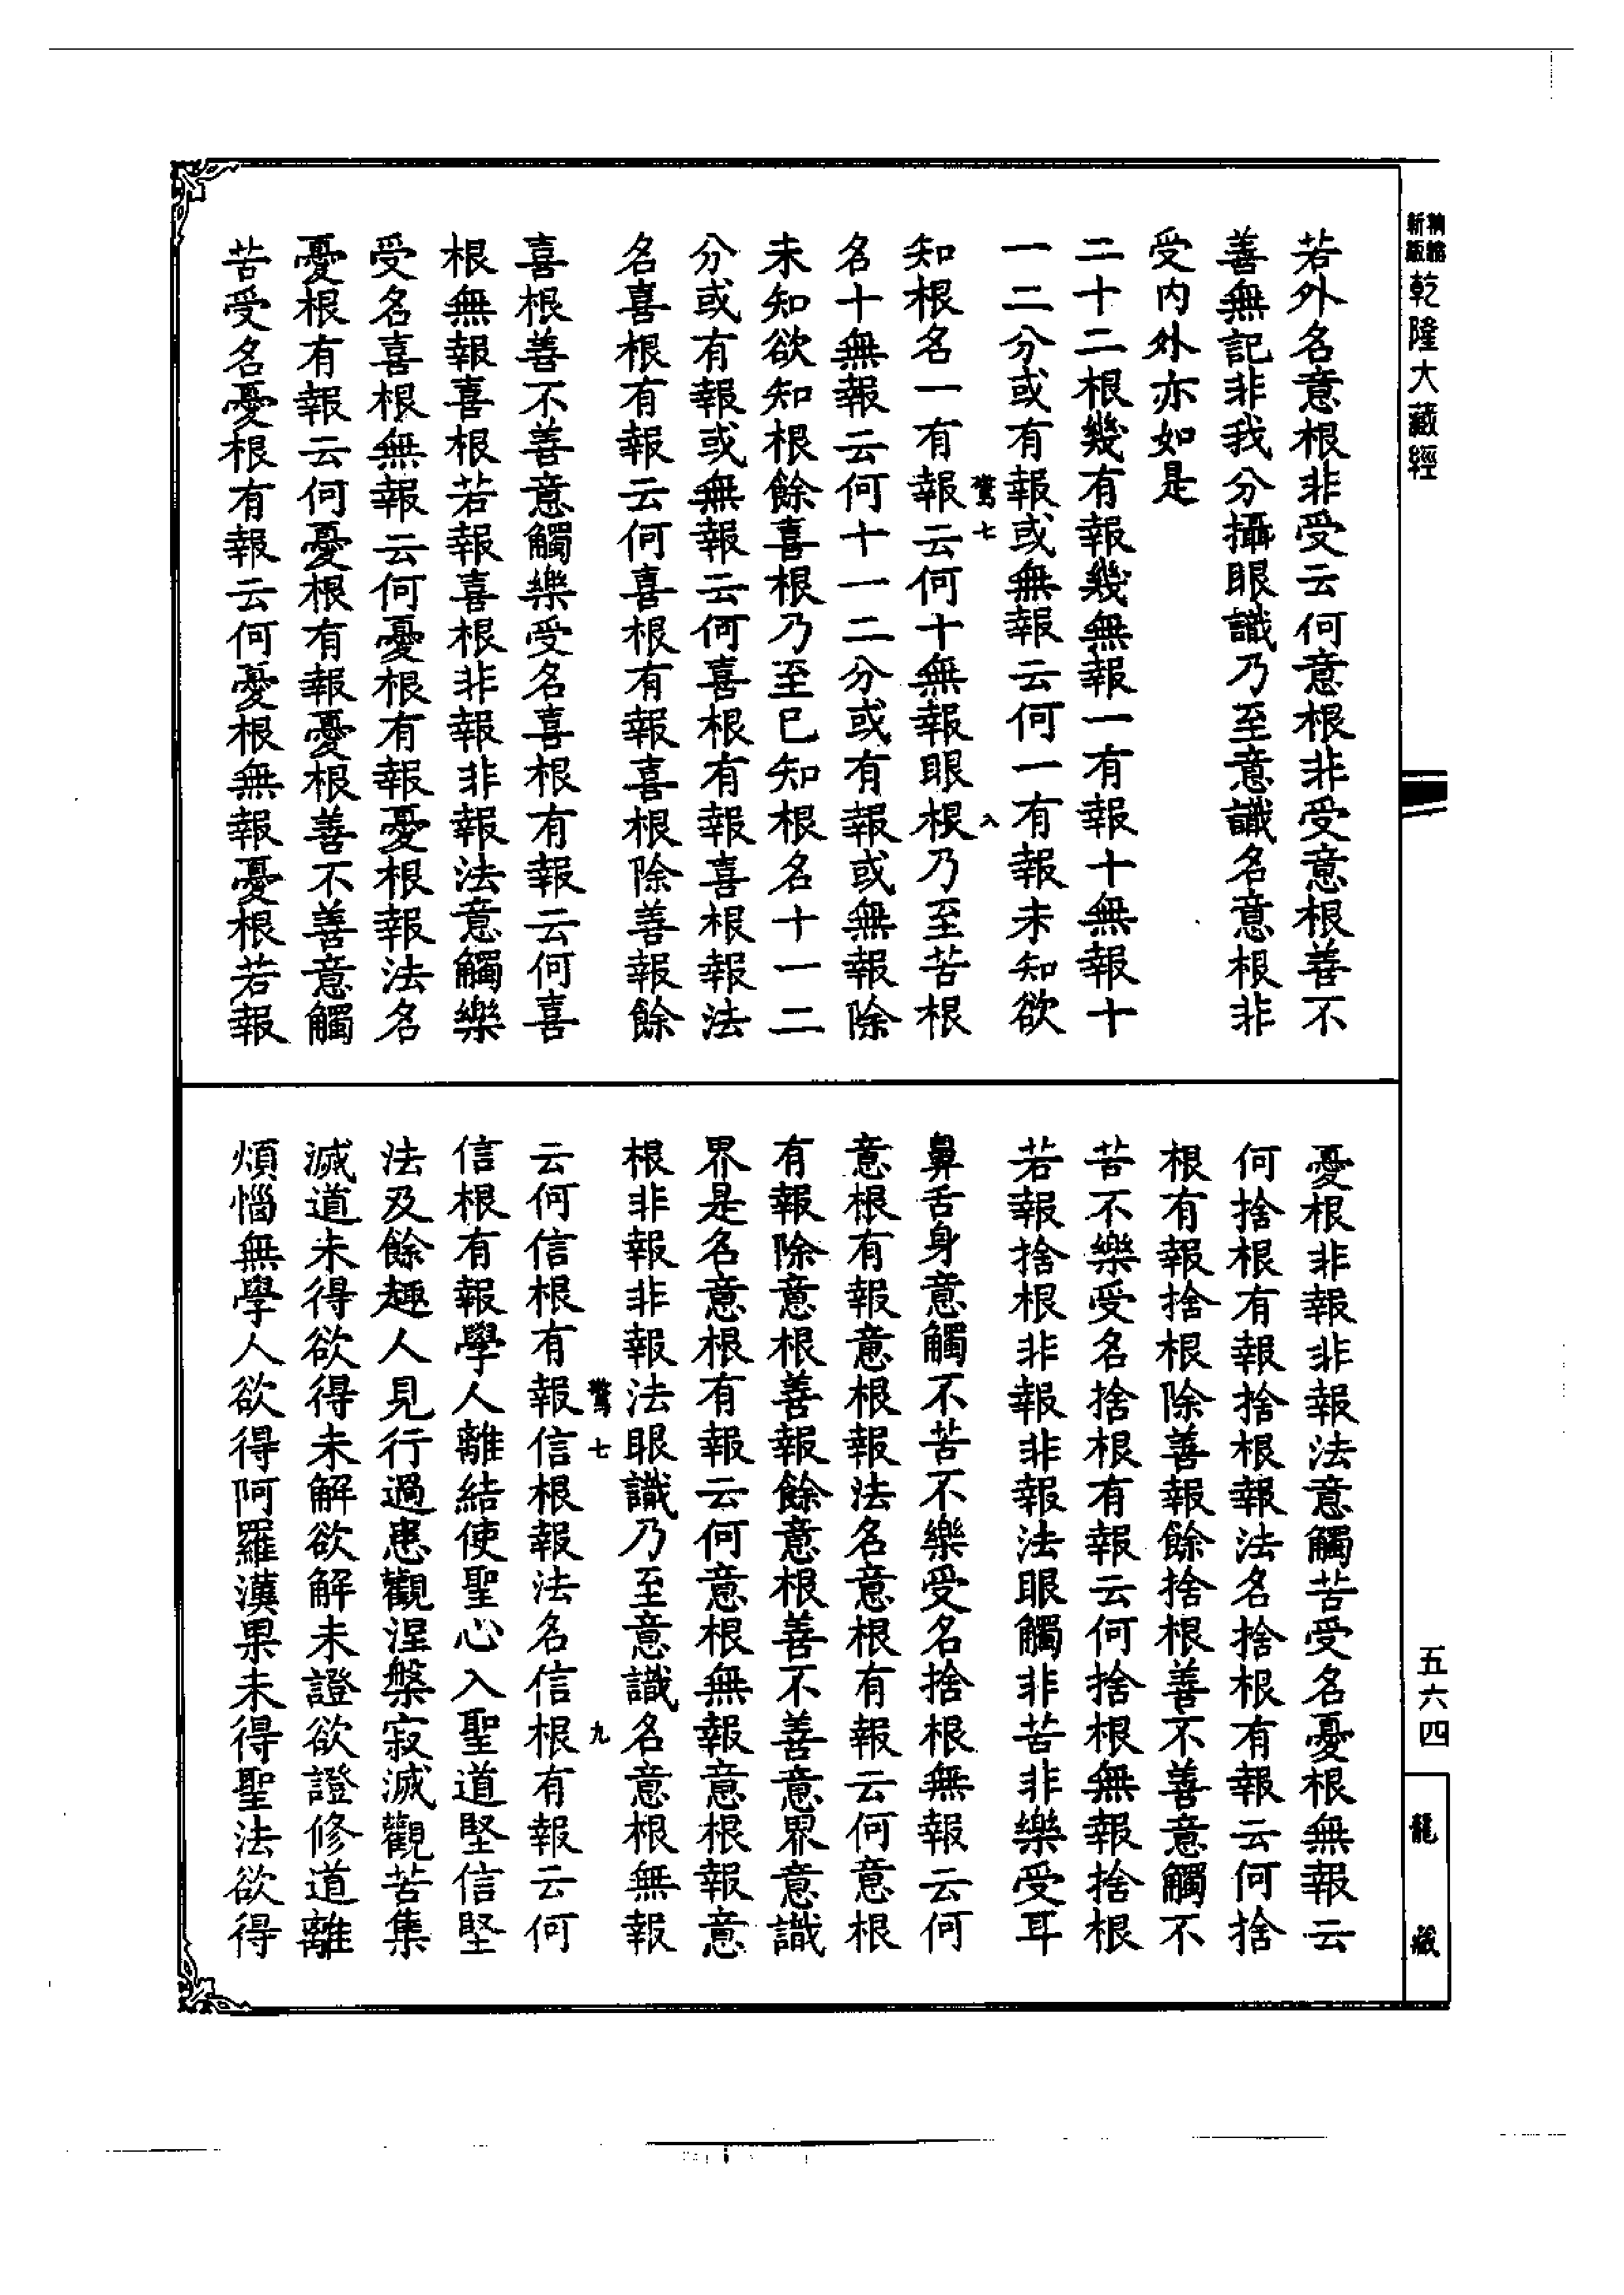 新版
精縮
乾隆大藏經
若外名意根非受云何意根非受意根善不
善無記非我分攝眼識乃至意識名意根非
受內外亦如是
二十二根幾有報幾無報一有報十無報十
一二分或有報或無報云何一有報未知欲
知根名一有報云何十無報眼根乃至苦根
名十無報云何十一二分或有報或無報除
未知欲知根餘喜根乃至已知根名十一二
分或有報或無報云何喜根有報喜根報法
名喜根有報云何喜根有報喜根除善報餘
喜根善不善意觸樂受名喜根有報云何喜
根無報喜根若報喜根非報非報法意觸樂
受名喜根無報云何憂根有報憂根報法名
憂根有報云何憂根有報憂根善不善意觸
苦受名憂根有報云何憂根無報憂根若報
七
八
憂根非報非報法意觸苦受名憂根無報云
何捨根有報捨根報法名捨根有報云何捨
根有報捨根除善報餘捨根善不善意觸不
苦不樂受名捨根有報云何捨根無報捨根
若報捨根非報非報法眼觸非苦非樂受耳
鼻舌身意觸不苦不樂受名捨根無報云何
意根有報意根報法名意根有報云何意根
有報除意根善報餘意根善不善意界意識
界是名意根有報云何意根無報意根報意
根非報非報法眼識乃至意識名意根無報
云何信根有報信根報法名信根有報云何
信根有報學人離結使聖心入聖道堅信堅
法及餘趣人見行過患觀涅槃寂滅觀苦集
滅道未得欲得未解欲解未證欲證修道離
煩惱無學人欲得阿羅漢果未得聖法欲得
七
九
五六四
龍藏